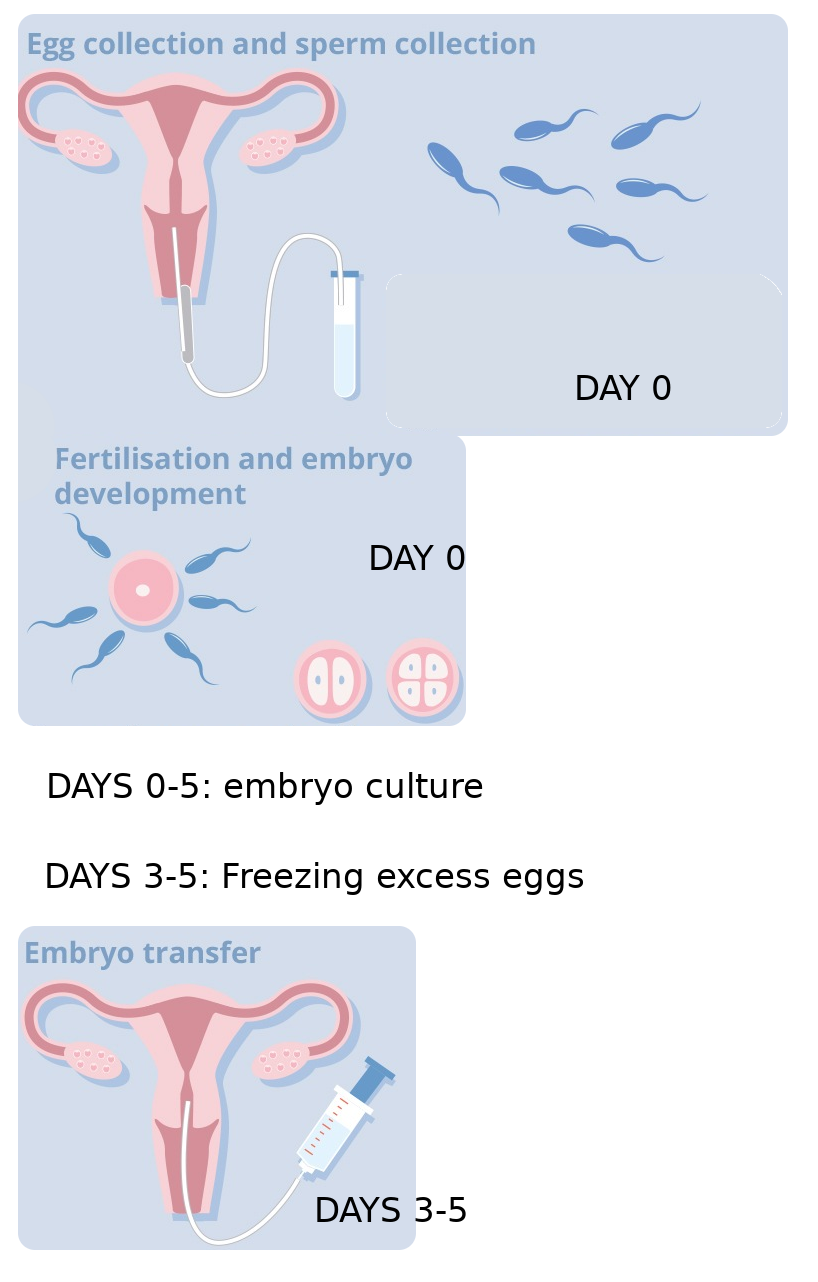 Egg collection and sperm collection
DAY 0
Fertilisation and embryo
development
DAY 0
DAYS 0-5: embryo culture
DAYS 3-5: Freezing excess eggs
Embryo transfer
DAYS 3-5